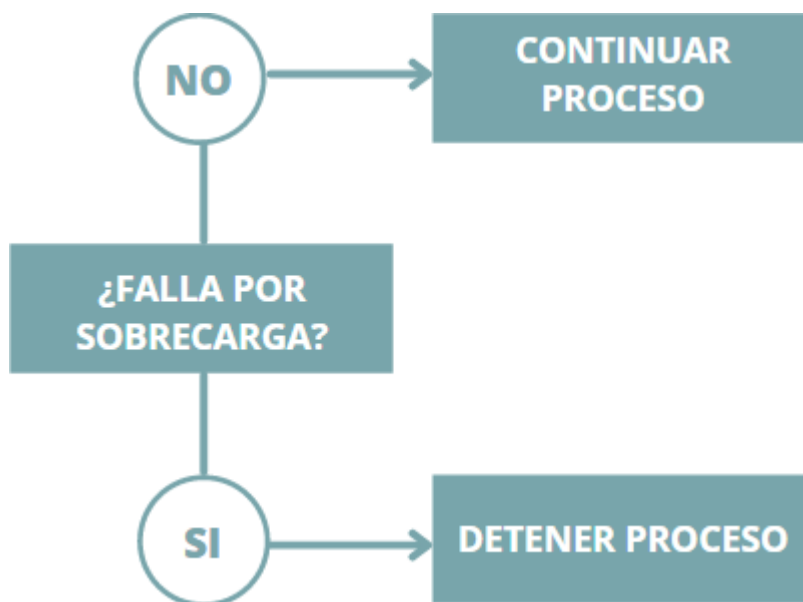 NO
CONTINUAR
PROCESO
¿FALLA POR
SOBRECARGA?
SI
DETENER PROCESO